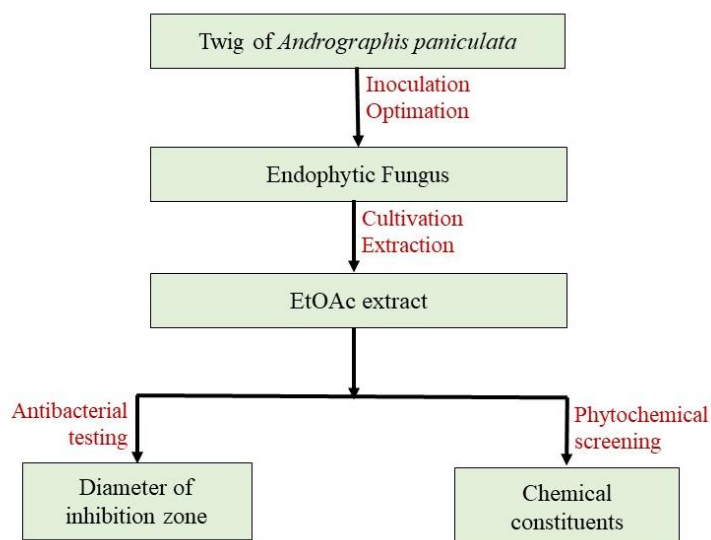 Twig of Andrographis paniculata
Inoculation
Optimation
Endophytic Fungus
Cultivation
Extraction
EtOAc extract
Antibacterial
testing
Phytochemical
screening
Diameter of
inhibition zone
Chemical
constituents